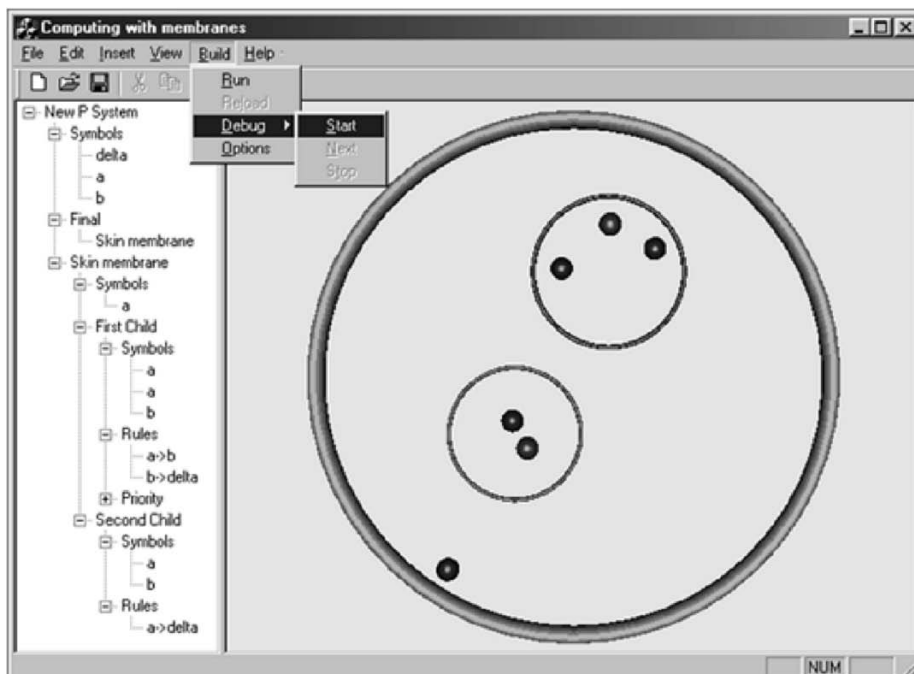 Computing with membranes
File Edit Insert View Build Help
Run
Reload
Debug Start
Options Next
Stop
New P System
Symbols
delta
a
b
Final
Skin membrane
Skin membrane
Symbols
a
First Child
Symbols
a
a
b
Rules
a->b
b->delta
Priority
Second Child
Symbols
a
b
Rules
a->delta
NUM